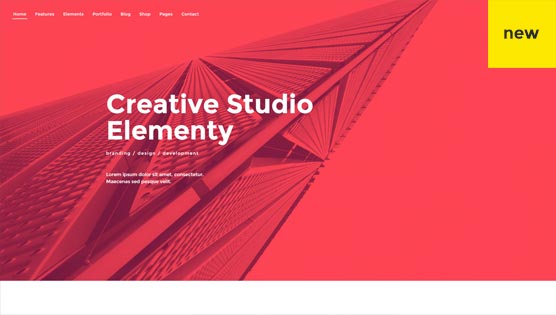 Home Features Elements Portfolio Blog Shop Pages Contact
new
Creative Studio
Elementy
branding / design / development
Lorem ipsum dolor sit amet, consectetur.
Maecenas sed pesque velit.